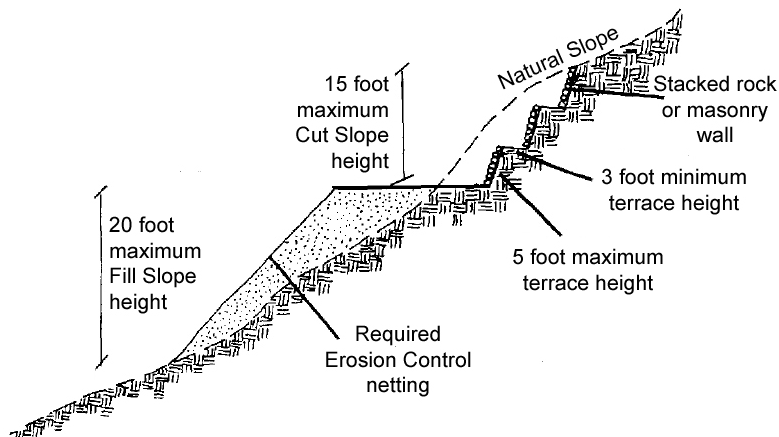 Natural Slope
15 foot
maximum
Cut Slope
height
Stacked rock
or masonry
wall
3 foot minimum
terrace height
20 foot
maximum
Fill Slope
height
5 foot maximum
terrace height
Required
Erosion Control
netting